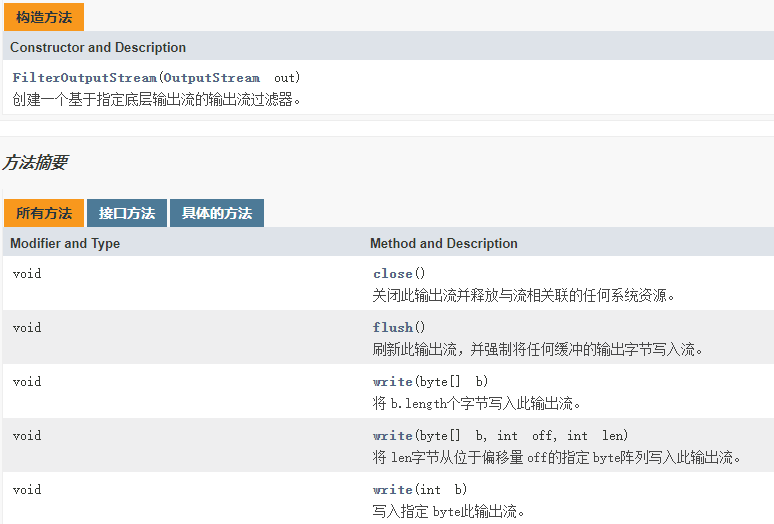 构造方法
Constructor and Description
FilterOutputStream(OutputStream out)
创建一个基于指定底层输出流的输出流过滤器。
方法摘要
所有方法 接口方法 具体的方法
Modifier and Type Method and Description
void close()
关闭此输出流并释放与流相关联的任何系统资源。
void flush()
刷新此输出流，并强制将任何缓冲的输出字节写入流。
void write(byte[] b)
将 b.length个字节写入此输出流。
void write(byte[] b, int off, int len)
将 len字节从位于偏移量 off的指定 byte阵列写入此输出流。
void write(int b)
写入指定 byte此输出流。